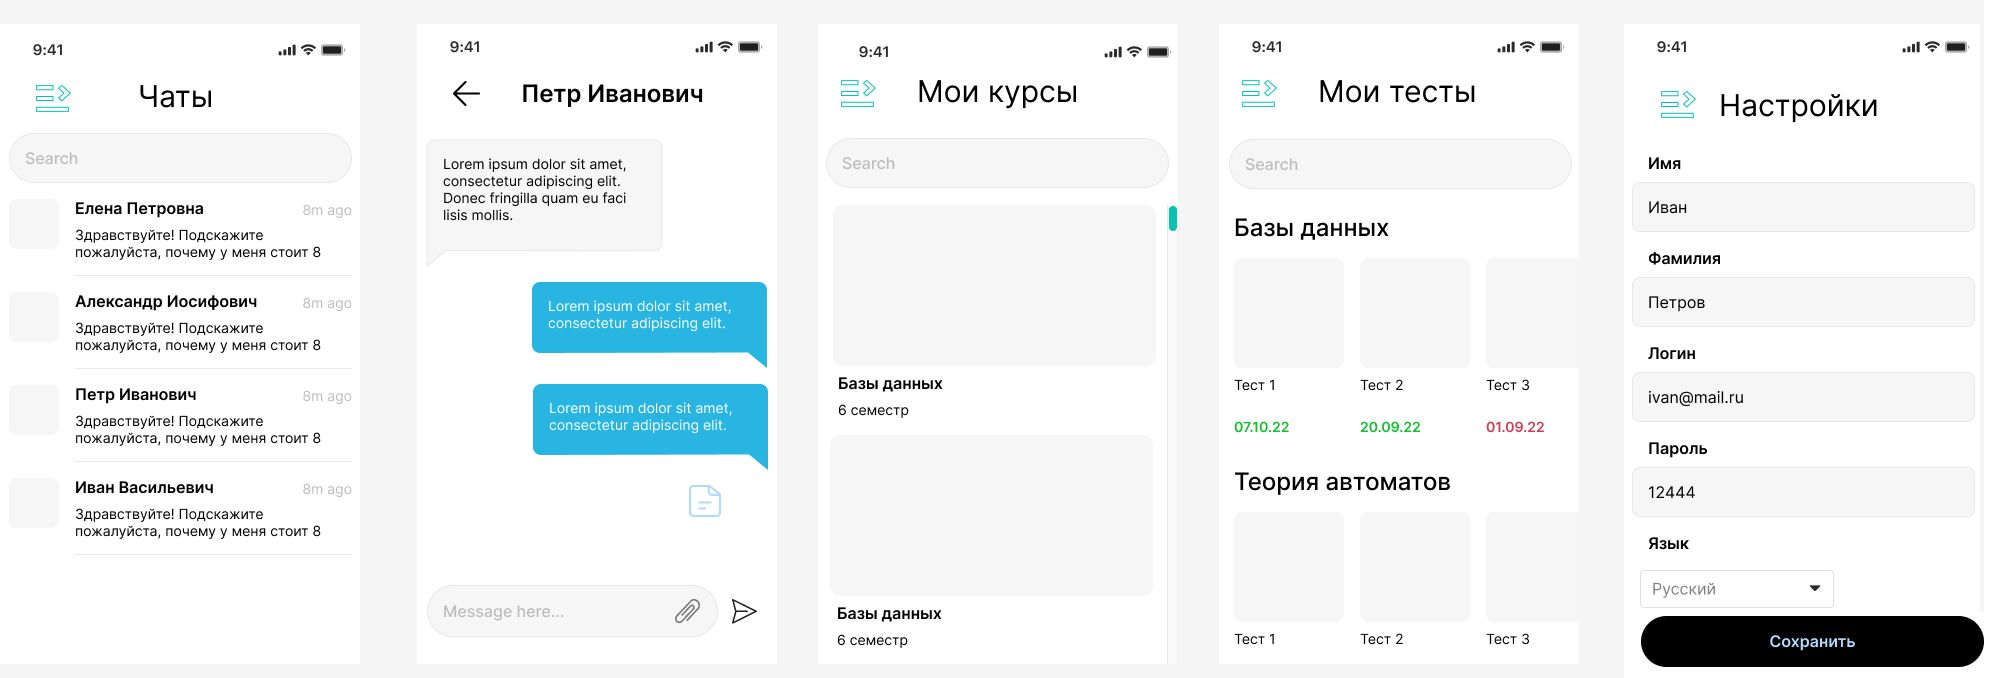 9:41
Чаты
Search
Елена Петровна
8m ago
Здравствуйте! Подскажите
пожалуйста, почему у меня стоит 8
Александр Иосифович
8m ago
Здравствуйте! Подскажите
пожалуйста, почему у меня стоит 8
Петр Иванович
8m ago
Здравствуйте! Подскажите
пожалуйста, почему у меня стоит 8
Иван Васильевич
8m ago
Здравствуйте! Подскажите
пожалуйста, почему у меня стоит 8
9:41
Петр Иванович
Lorem ipsum dolor sit amet,
consectetur adipiscing elit.
Donec fringilla quam eu faci
lisis mollis.
Lorem ipsum dolor sit amet,
consectetur adipiscing elit.
Lorem ipsum dolor sit amet,
consectetur adipiscing elit.
Message here...
9:41
Мои курсы
Search
Базы данных
6 семестр
Базы данных
6 семестр
9:41
Мои тесты
Search
Базы данных
Тест 1
Тест 2
Тест 3
07.10.22
20.09.22
01.09.22
Теория автоматов
Тест 1
Тест 2
Тест 3
9:41
Настройки
Имя
Иван
Фамилия
Петров
Логин
ivan@mail.ru
Пароль
12444
Язык
Русский
Сохранить